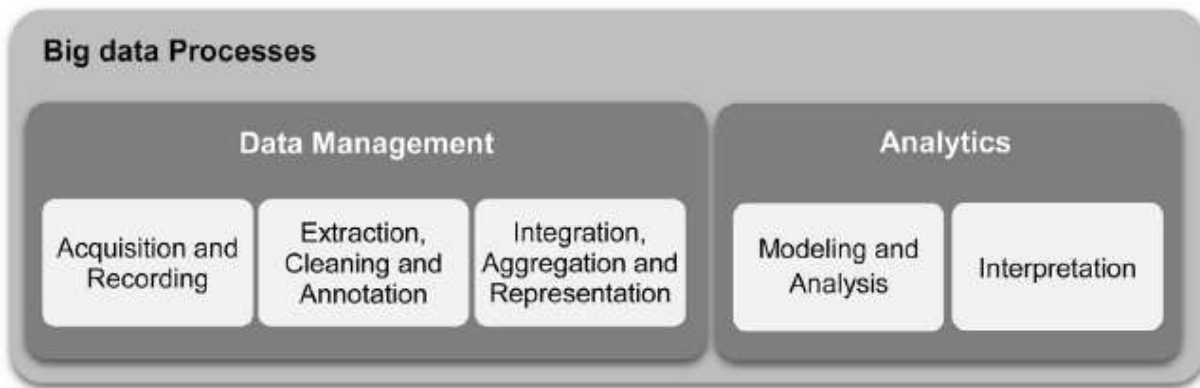 Big data Processes
Data Management
Acquisition and
Recording
Extraction,
Cleaning and
Annotation
Integration,
Aggregation and
Representation
Analytics
Modeling and
Analysis
Interpretation